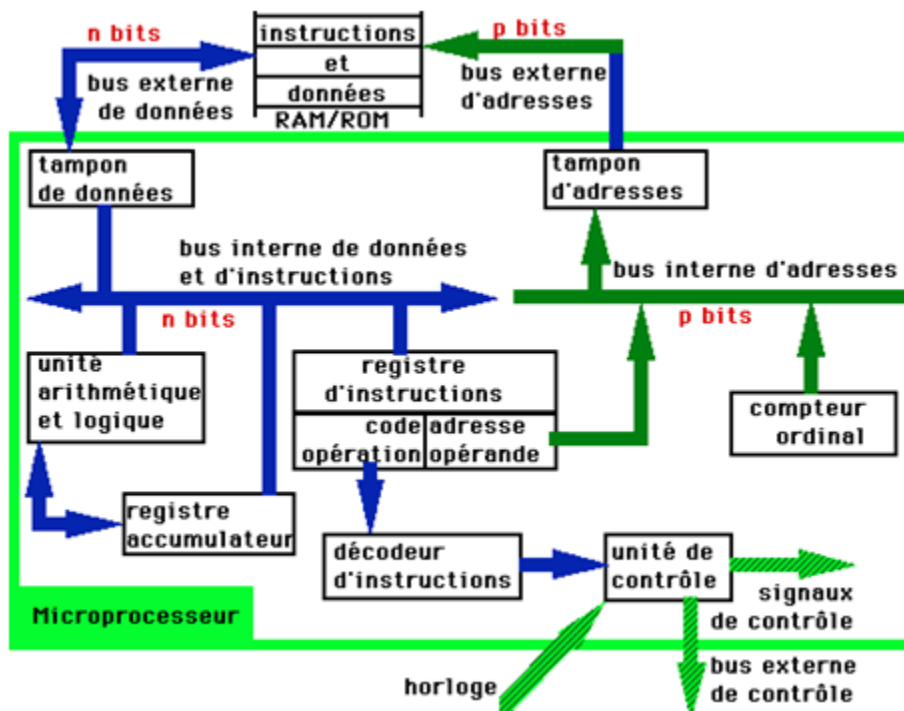 n bits
instructions
p bits
et
bus externe
de données
bus externe
d'adresses
données
RAM/ROM
tampon
de données
tampon
d'adresses
bus interne de données
et d'instructions
bus interne d'adresses
n bits
p bits
unité
arithmétique
et logique
registre
d'instructions
code
opération
adresse
opérande
compteur
ordinal
registre
accumulateur
décodeur
d'instructions
unité de
contrôle
signaux
de contrôle
Microprocesseur
horloge
bus externe
de contrôle